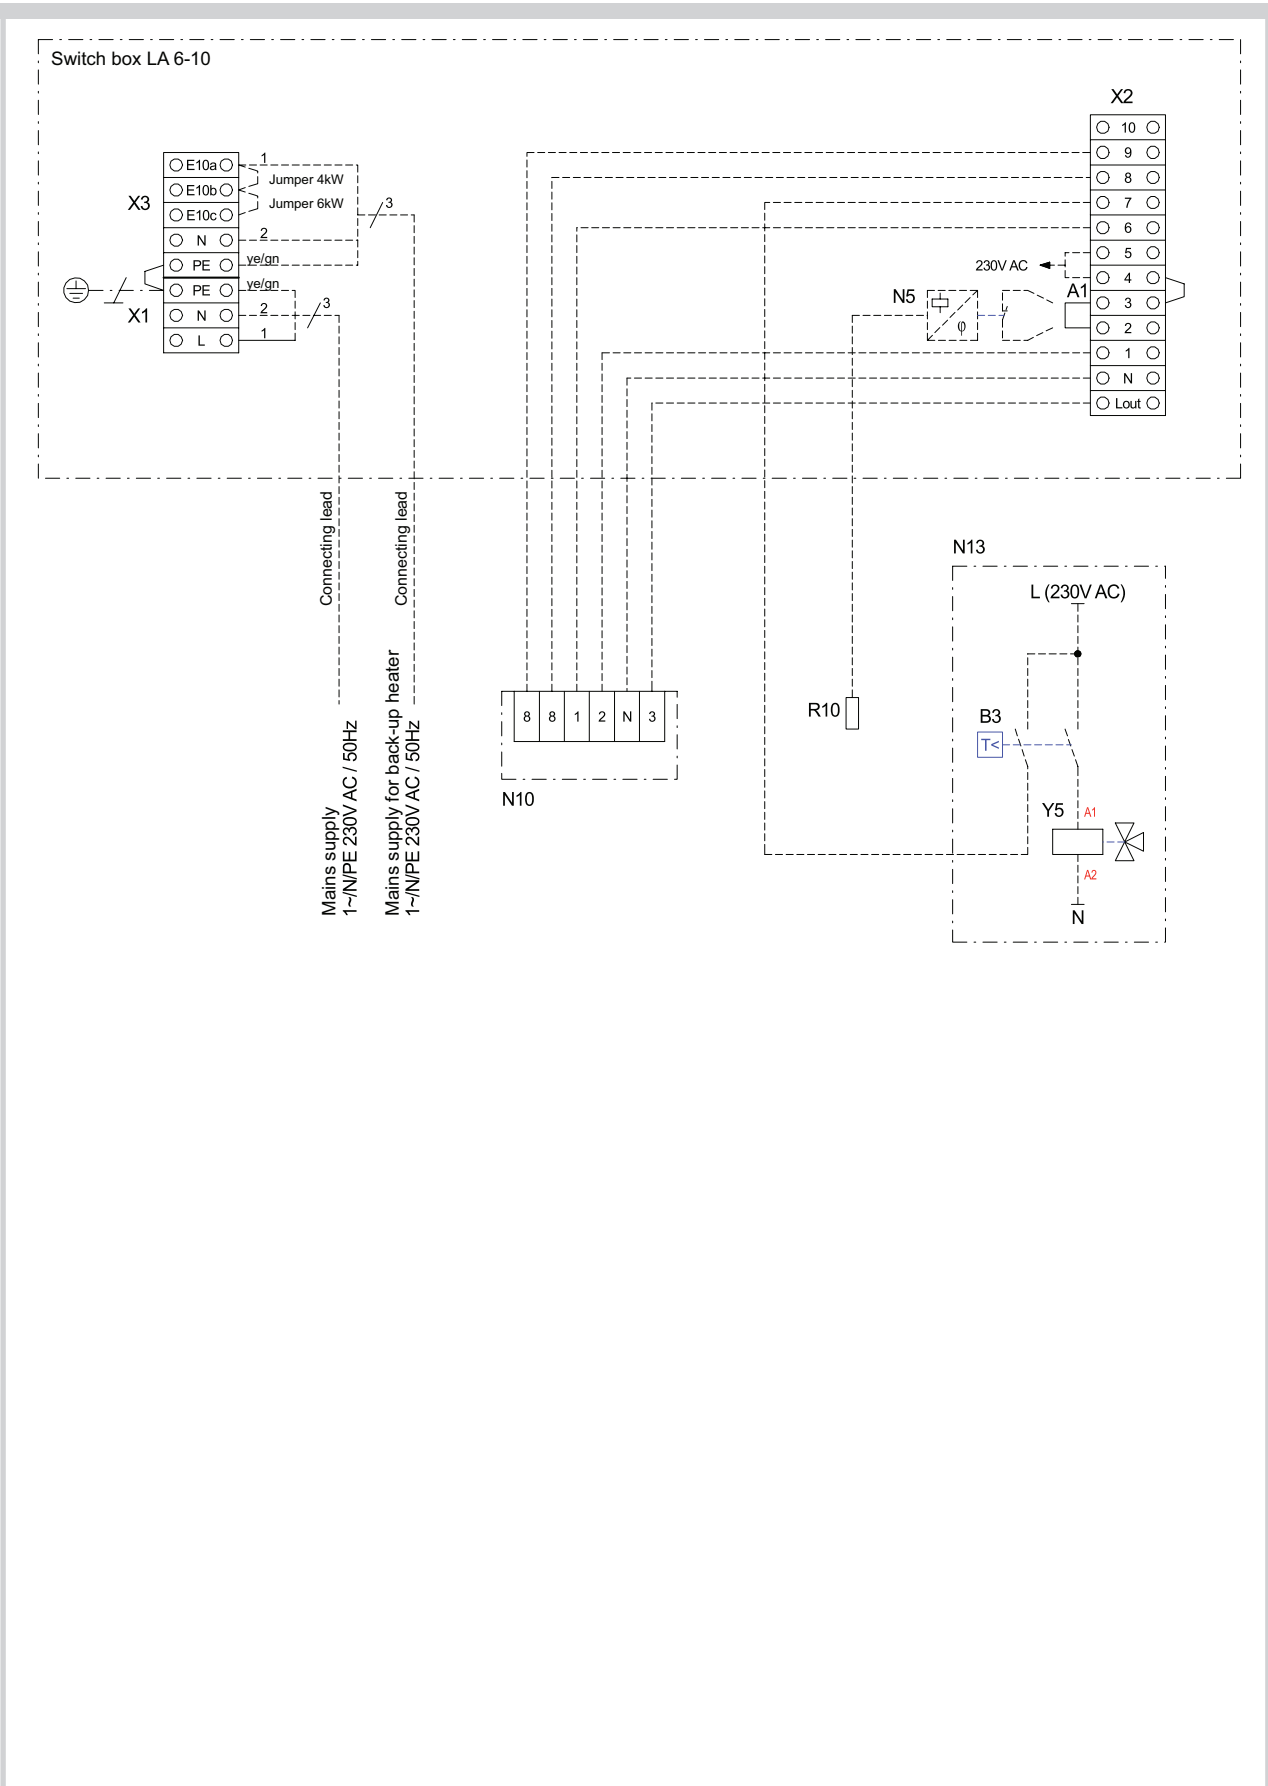 Switch box LA 6-10
X2
10
9
8
7
6
5
4
3
2
1
N
Lout
230V AC
A1
N5
φ
X3
E10a
E10b
E10c
N
PE
PE
N
L
X1
1
Jumper 4kW
Jumper 6kW
3
2
ye/gn
ye/gn
2
3
1
Connecting lead
Connecting lead
Mains supply
1~/N/PE 230V AC / 50Hz
Mains supply for back-up heater
1~/N/PE 230V AC / 50Hz
8 8 1 2 N 3
N10
R10
N13
L (230V AC)
B3
T<
Y5
A1
A2
N